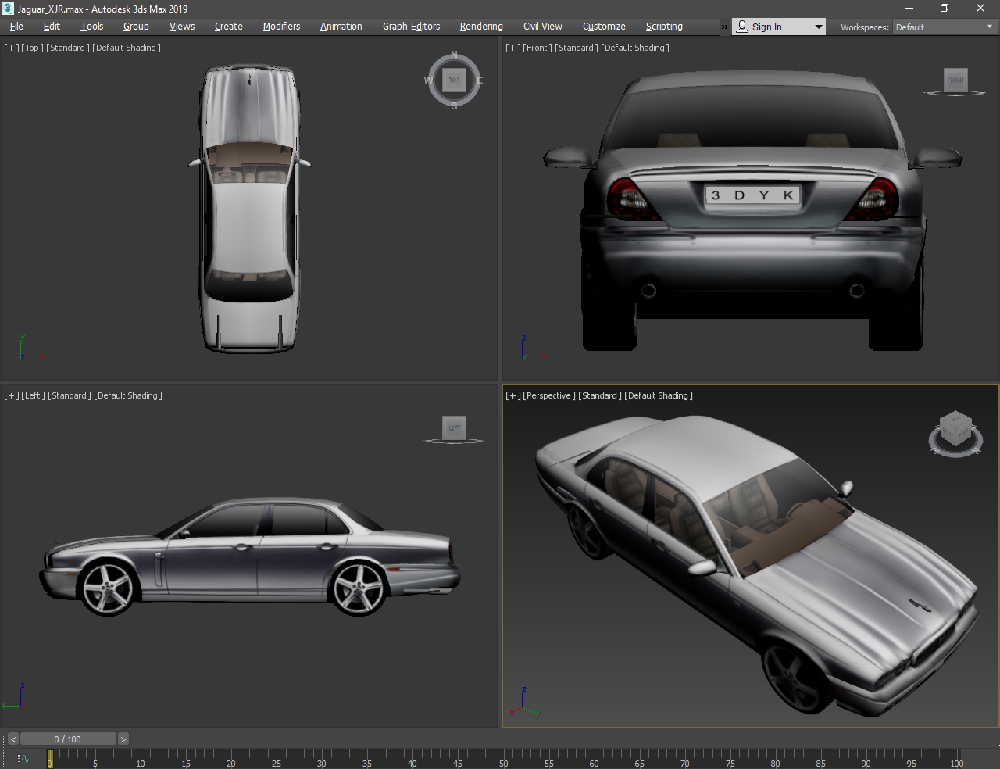 Jaguar_XJR.max - Autodesk 3ds Max 2019
File Edit Tools Group Views Create Modifiers Animation Graph Editors Rendering Civil View Customize Scripting » Sign In Workspaces: Default
[+] [Top] [Standard] [Default Shading]
N
W TOP E
S
y
x
[+] [Front] [Standard] [Default Shading]
FRONT
3 D Y K
z
x
[+] [Left] [Standard] [Default Shading]
LEFT
z
[+] [Perspective] [Standard] [Default Shading]
z
x y
< 0 / 100 >
0 5 10 15 20 25 30 35 40 45 50 55 60 65 70 75 80 85 90 95 100